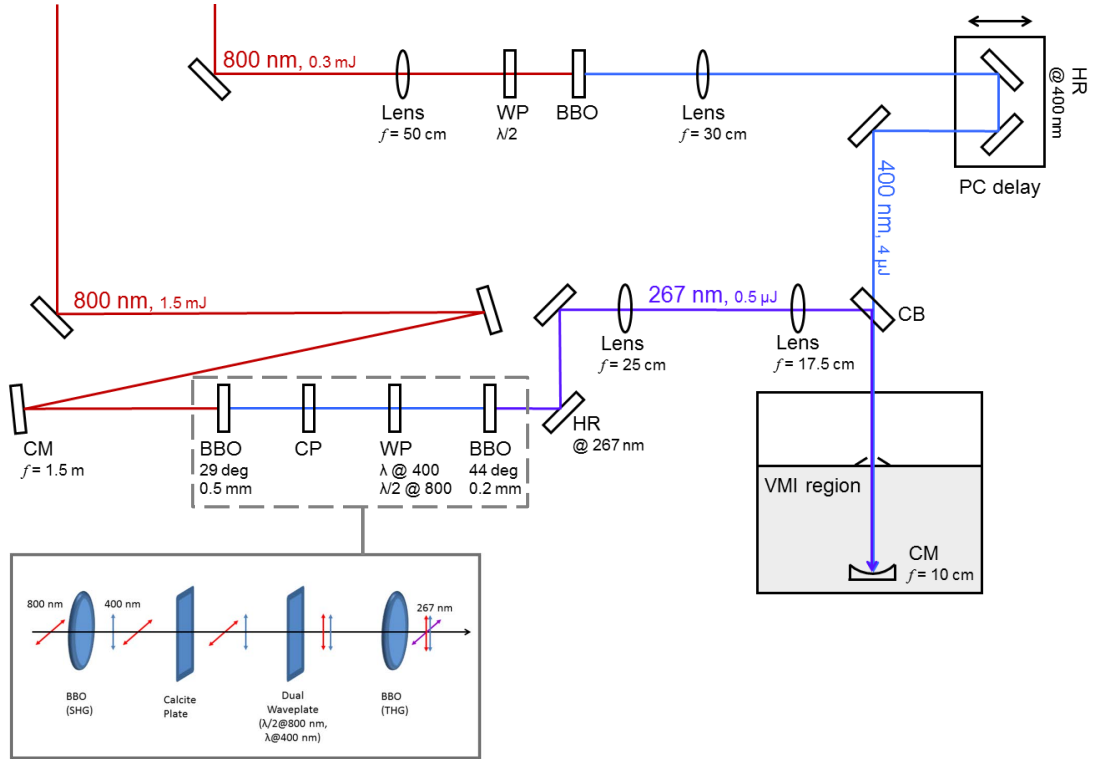 800 nm, 0.3 mJ
Lens
f = 50 cm
WP
λ/2
BBO
Lens
f = 30 cm
HR
@ 400 nm
PC delay
400 nm, 4 µJ
800 nm, 1.5 mJ
267 nm, 0.5 µJ
Lens
f = 25 cm
Lens
f = 17.5 cm
CB
CM
f = 1.5 m
BBO
29 deg
0.5 mm
CP
WP
λ @ 400
λ/2 @ 800
BBO
44 deg
0.2 mm
HR
@ 267 nm
VMI region
CM
f = 10 cm
800 nm
400 nm
267 nm
BBO
(SHG)
Calcite
Plate
Dual
Waveplate
(λ/2@800 nm,
λ@400 nm)
BBO
(THG)